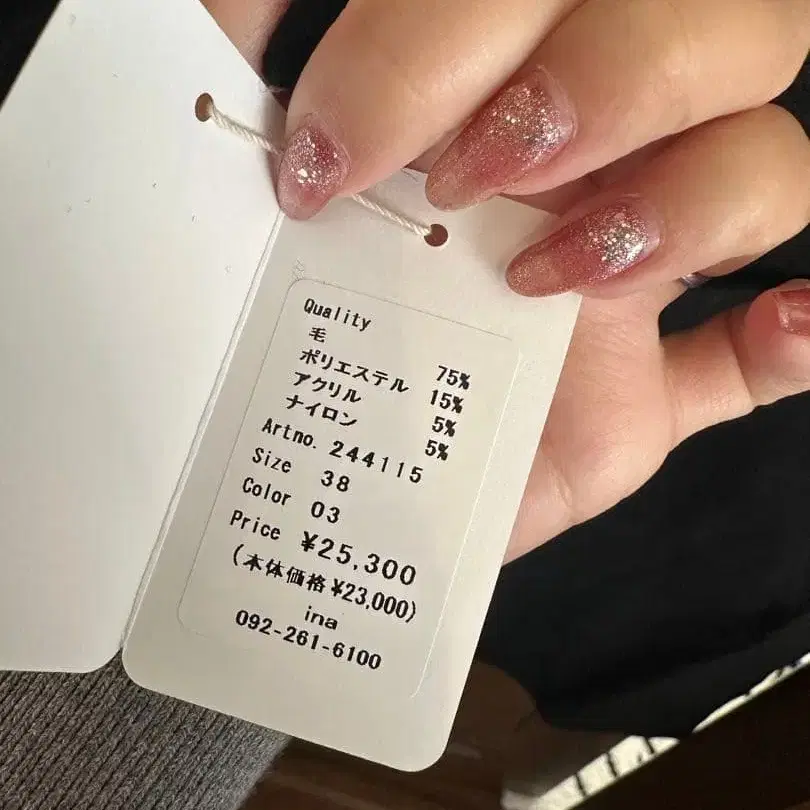 Quality
毛 75%
ポリエステル 15%
アクリル 5%
ナイロン 5%
Artno. 244115
Size 38
Color 03
Price ¥25,300
(本体価格¥23,000)
ina
092-261-6100